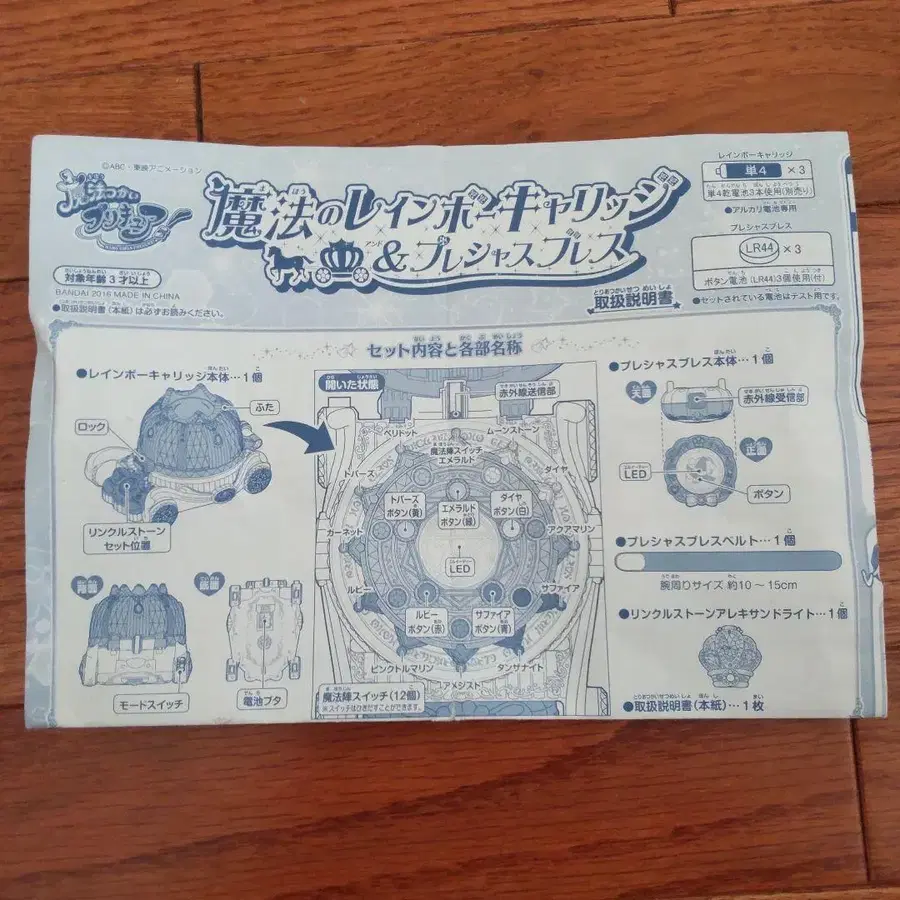 ©ABC・東映アニメーション
魔法つかい
プリキュア!
魔法のレインボーキャリッジ
&プレシャスブレス
取扱説明書
対象年齢3才以上
BANDAI 2016 MADE IN CHINA
●取扱説明書(本紙)は必ずお読みください。
レインボーキャリッジ
単4 ×3
単4乾電池3本使用(別売り)
●アルカリ電池専用
プレシャスブレス
LR44 ×3
ボタン電池(LR44)3個使用(付)
●セットされている電池はテスト用です。
セット内容と各部名称
●レインボーキャリッジ本体…1個
ふた
ロック
リンクルストーン
セット位置
背面
底面
モードスイッチ
電池ブタ
開いた状態
赤外線送信部
ペリドット
ムーンストーン
魔法陣スイッチ
エメラルド
トパーズ
ダイヤ
トパーズ
ボタン(黄)
エメラルド
ボタン(緑)
ダイヤ
ボタン(白)
ガーネット
アクアマリン
LED
ルビー
サファイア
ルビー
ボタン(赤)
サファイア
ボタン(青)
ピンクトルマリン
タンザナイト
アメジスト
魔法陣スイッチ(12個)
※スイッチはひきだすことができます。
●プレシャスブレス本体…1個
天面
赤外線受信部
正面
LED
ボタン
●プレシャスブレスベルト…1個
腕周りサイズ 約10~15cm
●リンクルストーンアレキサンドライト…1個
●取扱説明書(本紙)…1枚